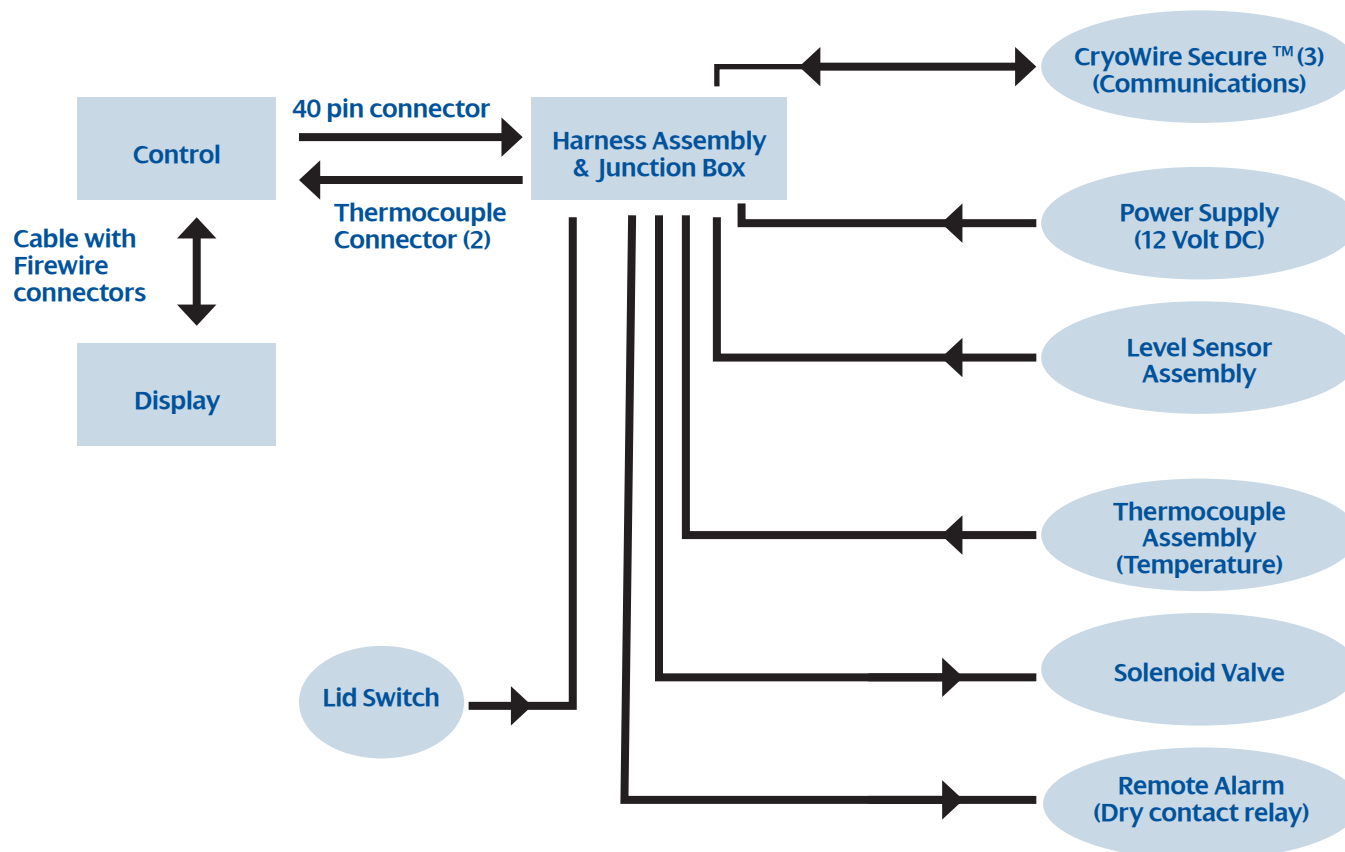 CryoWire Secure ™ (3)
(Communications)
40 pin connector
Control
Harness Assembly
& Junction Box
Thermocouple
Connector (2)
Power Supply
(12 Volt DC)
Cable with
Firewire
connectors
Level Sensor
Assembly
Display
Thermocouple
Assembly
(Temperature)
Lid Switch
Solenoid Valve
Remote Alarm
(Dry contact relay)